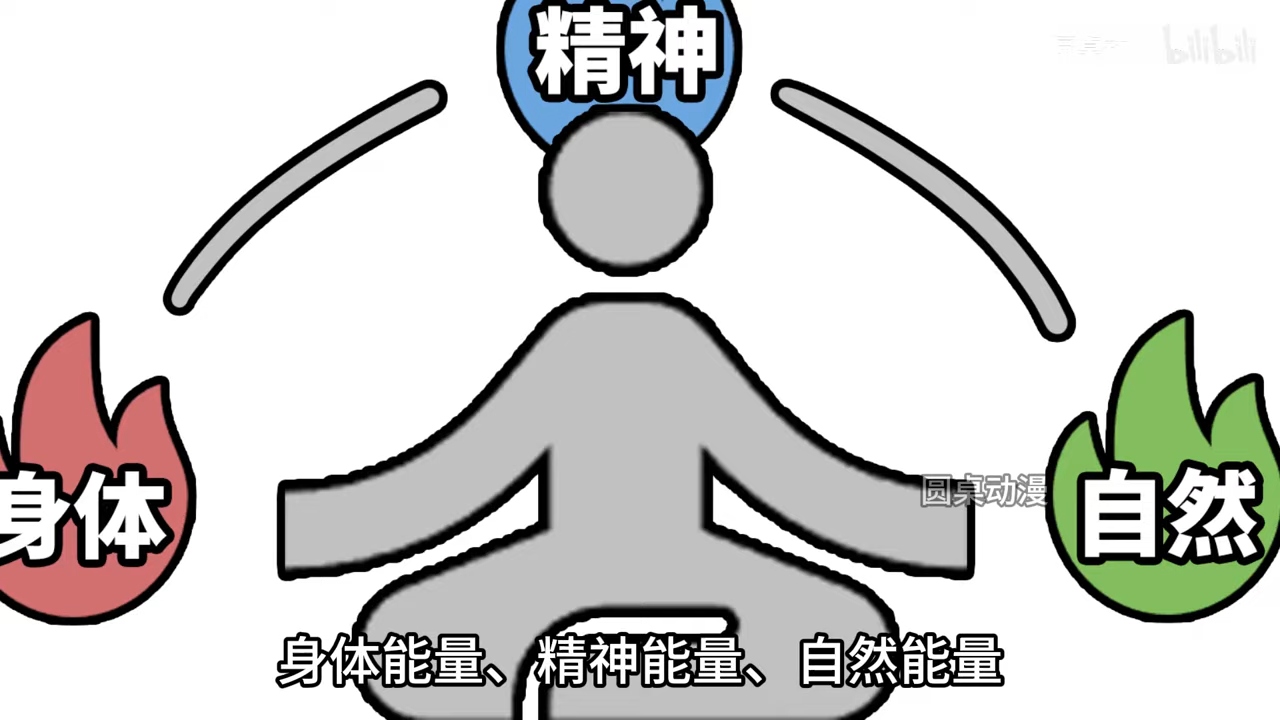 精神
bilibili
身体
圆桌动漫
自然
身体能量、精神能量、自然能量